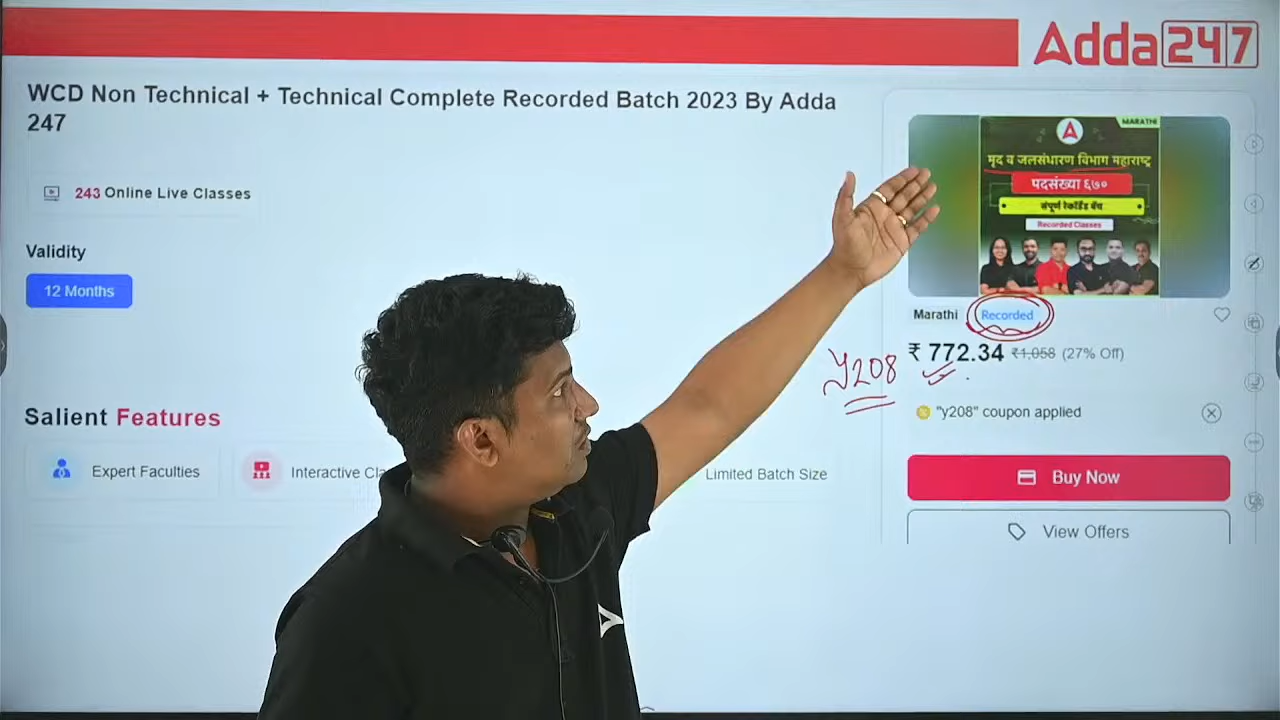 Adda247
WCD Non Technical + Technical Complete Recorded Batch 2023 By Adda
247
243 Online Live Classes
Validity
12 Months
Salient Features
Expert Faculties
Interactive Cla
Limited Batch Size
MARATHI
मृद व जलसंधारण विभाग महाराष्ट्र
पदसंख्या ६७०
संपूर्ण रेकॉर्डेड बॅच
Recorded Classes
Marathi Recorded
₹ 772.34 ₹1,058 (27% Off)
y208
"y208" coupon applied
Buy Now
View Offers